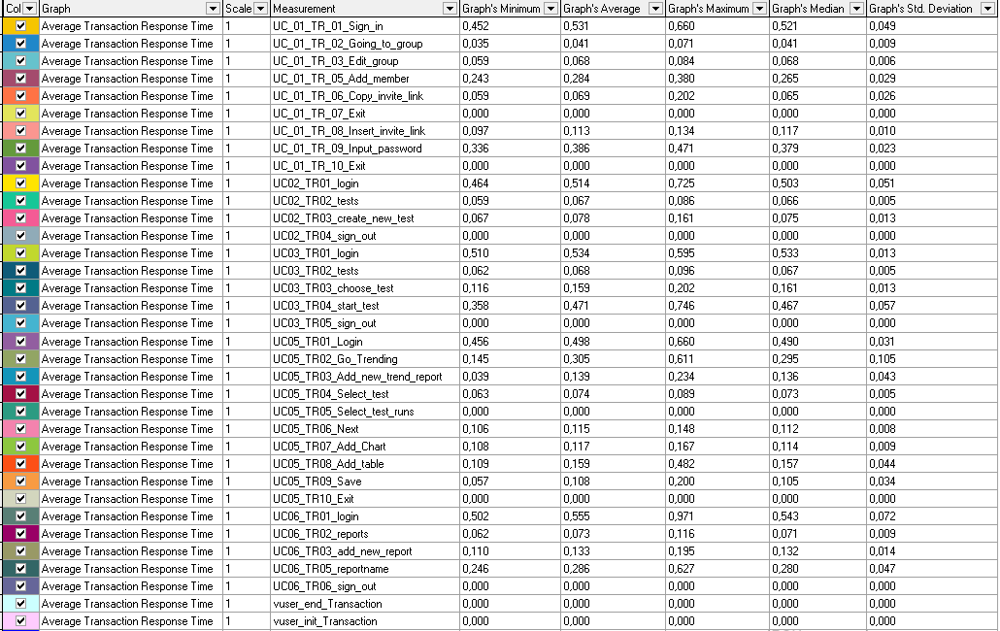 Col Graph Scale Measurement Graph's Minimum Graph's Average Graph's Maximum Graph's Median Graph's Std. Deviation
Average Transaction Response Time 1 UC_01_TR_01_Sign_in 0,452 0,531 0,660 0,521 0,049
Average Transaction Response Time 1 UC_01_TR_02_Going_to_group 0,035 0,041 0,071 0,041 0,009
Average Transaction Response Time 1 UC_01_TR_03_Edit_group 0,059 0,068 0,084 0,068 0,006
Average Transaction Response Time 1 UC_01_TR_05_Add_member 0,243 0,284 0,380 0,265 0,029
Average Transaction Response Time 1 UC_01_TR_06_Copy_invite_link 0,059 0,069 0,202 0,065 0,026
Average Transaction Response Time 1 UC_01_TR_07_Exit 0,000 0,000 0,000 0,000 0,000
Average Transaction Response Time 1 UC_01_TR_08_Insert_invite_link 0,097 0,113 0,134 0,117 0,010
Average Transaction Response Time 1 UC_01_TR_09_Input_password 0,336 0,386 0,471 0,379 0,023
Average Transaction Response Time 1 UC_01_TR_10_Exit 0,000 0,000 0,000 0,000 0,000
Average Transaction Response Time 1 UC02_TR01_login 0,464 0,514 0,725 0,503 0,051
Average Transaction Response Time 1 UC02_TR02_tests 0,059 0,067 0,086 0,066 0,005
Average Transaction Response Time 1 UC02_TR03_create_new_test 0,067 0,078 0,161 0,075 0,013
Average Transaction Response Time 1 UC02_TR04_sign_out 0,000 0,000 0,000 0,000 0,000
Average Transaction Response Time 1 UC03_TR01_login 0,510 0,534 0,595 0,533 0,013
Average Transaction Response Time 1 UC03_TR02_tests 0,062 0,068 0,096 0,067 0,005
Average Transaction Response Time 1 UC03_TR03_choose_test 0,116 0,159 0,202 0,161 0,013
Average Transaction Response Time 1 UC03_TR04_start_test 0,358 0,471 0,746 0,467 0,057
Average Transaction Response Time 1 UC03_TR05_sign_out 0,000 0,000 0,000 0,000 0,000
Average Transaction Response Time 1 UC05_TR01_Login 0,456 0,498 0,660 0,490 0,031
Average Transaction Response Time 1 UC05_TR02_Go_Trending 0,145 0,305 0,611 0,295 0,105
Average Transaction Response Time 1 UC05_TR03_Add_new_trend_report 0,039 0,139 0,234 0,136 0,043
Average Transaction Response Time 1 UC05_TR04_Select_test 0,063 0,074 0,089 0,073 0,005
Average Transaction Response Time 1 UC05_TR05_Select_test_runs 0,000 0,000 0,000 0,000 0,000
Average Transaction Response Time 1 UC05_TR06_Next 0,106 0,115 0,148 0,112 0,008
Average Transaction Response Time 1 UC05_TR07_Add_Chart 0,108 0,117 0,167 0,114 0,009
Average Transaction Response Time 1 UC05_TR08_Add_table 0,109 0,159 0,482 0,157 0,044
Average Transaction Response Time 1 UC05_TR09_Save 0,057 0,108 0,200 0,105 0,034
Average Transaction Response Time 1 UC05_TR10_Exit 0,000 0,000 0,000 0,000 0,000
Average Transaction Response Time 1 UC06_TR01_login 0,502 0,555 0,971 0,543 0,072
Average Transaction Response Time 1 UC06_TR02_reports 0,062 0,073 0,116 0,071 0,009
Average Transaction Response Time 1 UC06_TR03_add_new_report 0,110 0,133 0,195 0,132 0,014
Average Transaction Response Time 1 UC06_TR05_reportname 0,246 0,286 0,627 0,280 0,047
Average Transaction Response Time 1 UC06_TR06_sign_out 0,000 0,000 0,000 0,000 0,000
Average Transaction Response Time 1 vuser_end_Transaction 0,000 0,000 0,000 0,000 0,000
Average Transaction Response Time 1 vuser_init_Transaction 0,000 0,000 0,000 0,000 0,000